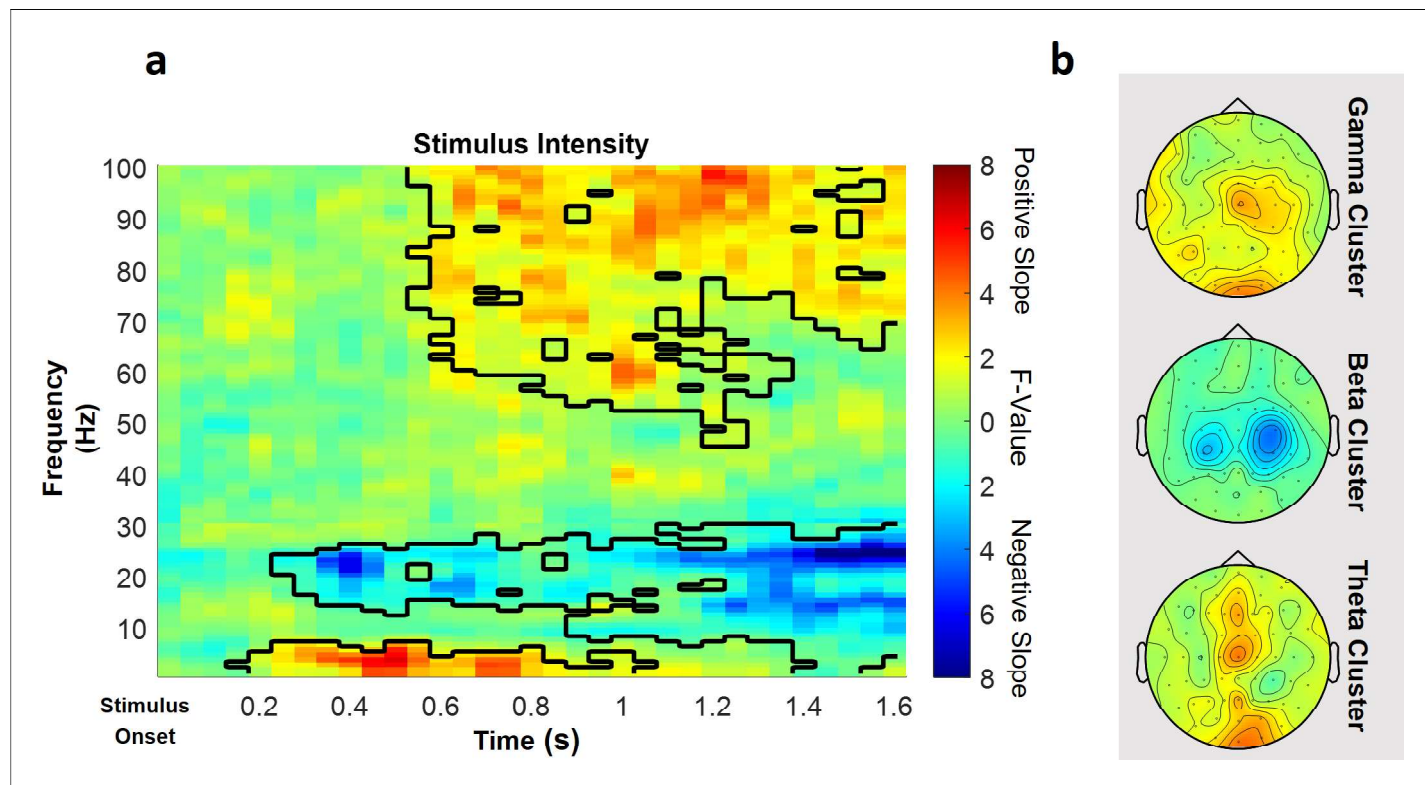 a
b
Stimulus Intensity
100
90
80
70
60
50
40
30
20
10
Frequency
(Hz)
Stimulus
Onset
0.2
0.4
0.6
0.8
1
1.2
1.4
1.6
Time (s)
8
6
4
2
0
2
4
6
8
Positive Slope
F-Value
Negative Slope
Gamma Cluster
Beta Cluster
Theta Cluster